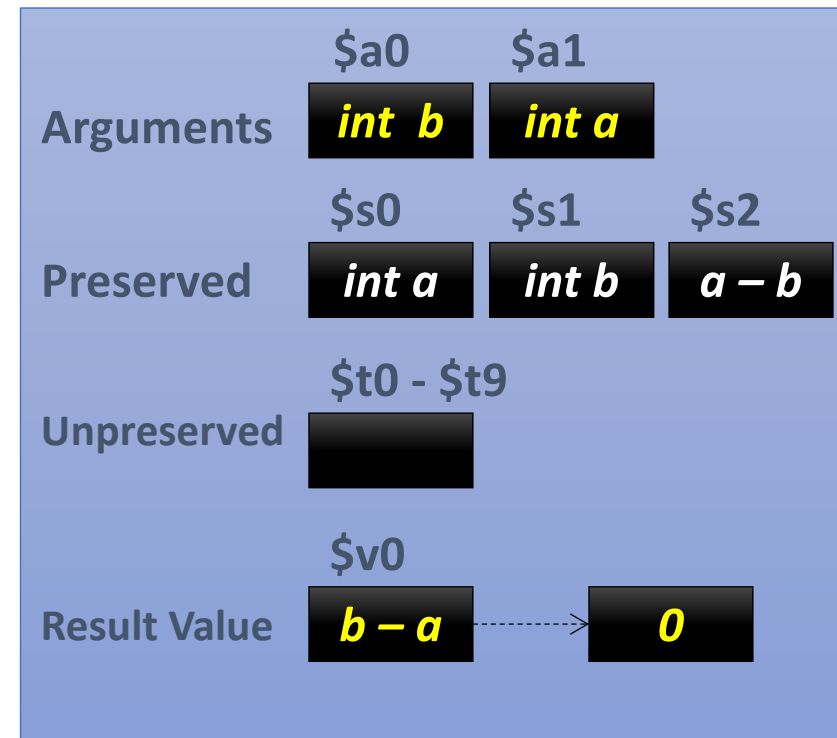 $a0 $a1
Arguments int b int a
$s0 $s1 $s2
Preserved int a int b a – b
$t0 - $t9
Unpreserved
$v0
Result Value b – a 0